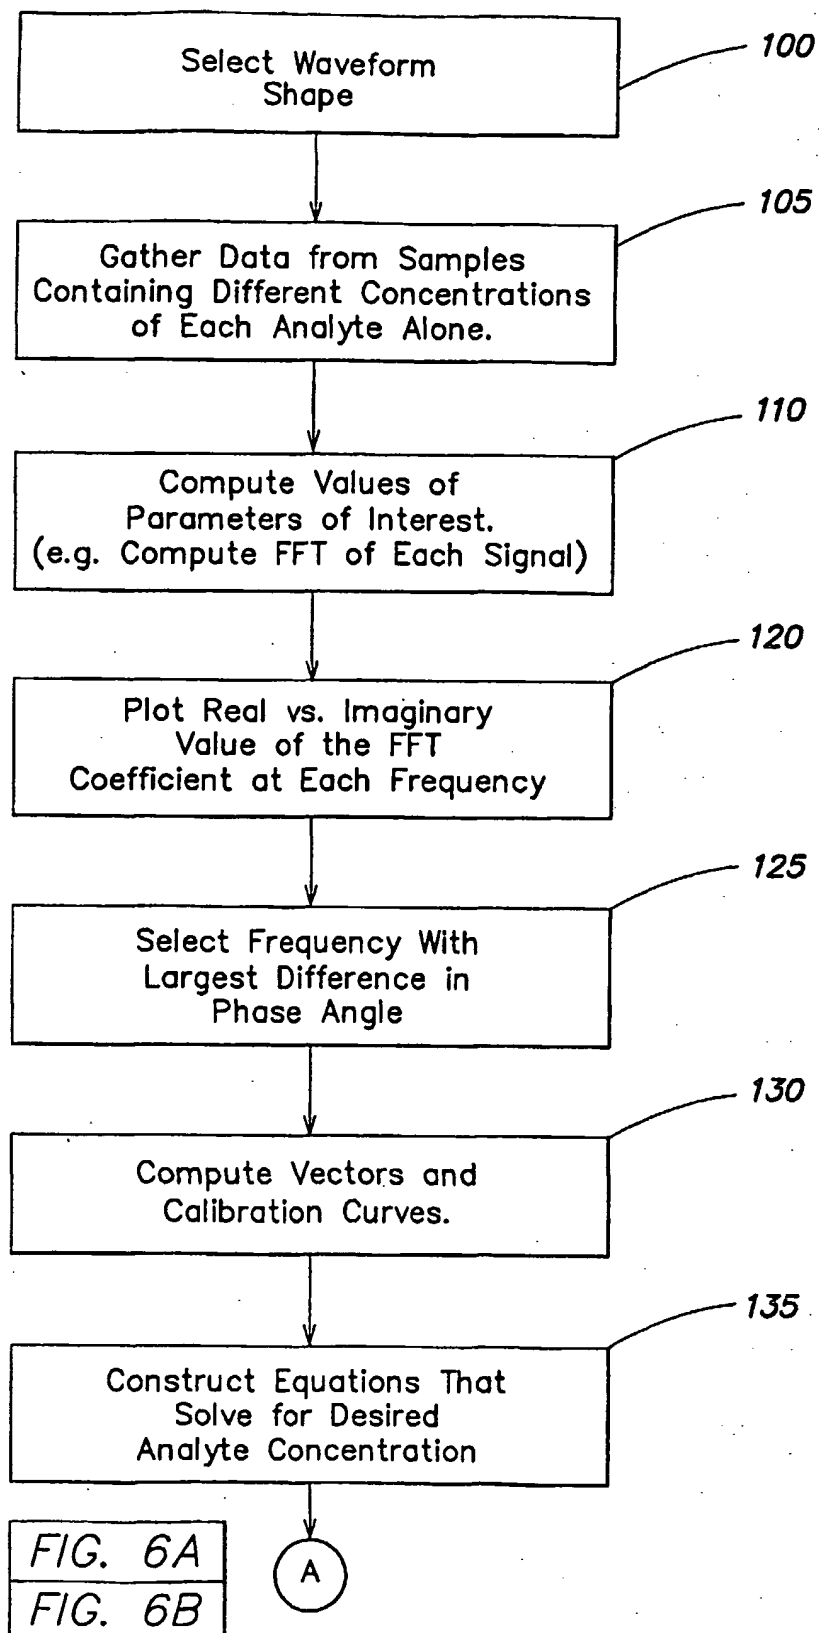 Select Waveform
Shape
100
Gather Data from Samples
Containing Different Concentrations
of Each Analyte Alone.
105
Compute Values of
Parameters of Interest.
(e.g. Compute FFT of Each Signal)
110
Plot Real vs. Imaginary
Value of the FFT
Coefficient at Each Frequency
120
Select Frequency With
Largest Difference in
Phase Angle
125
Compute Vectors and
Calibration Curves.
130
Construct Equations That
Solve for Desired
Analyte Concentration
135
A
FIG. 6A
FIG. 6B